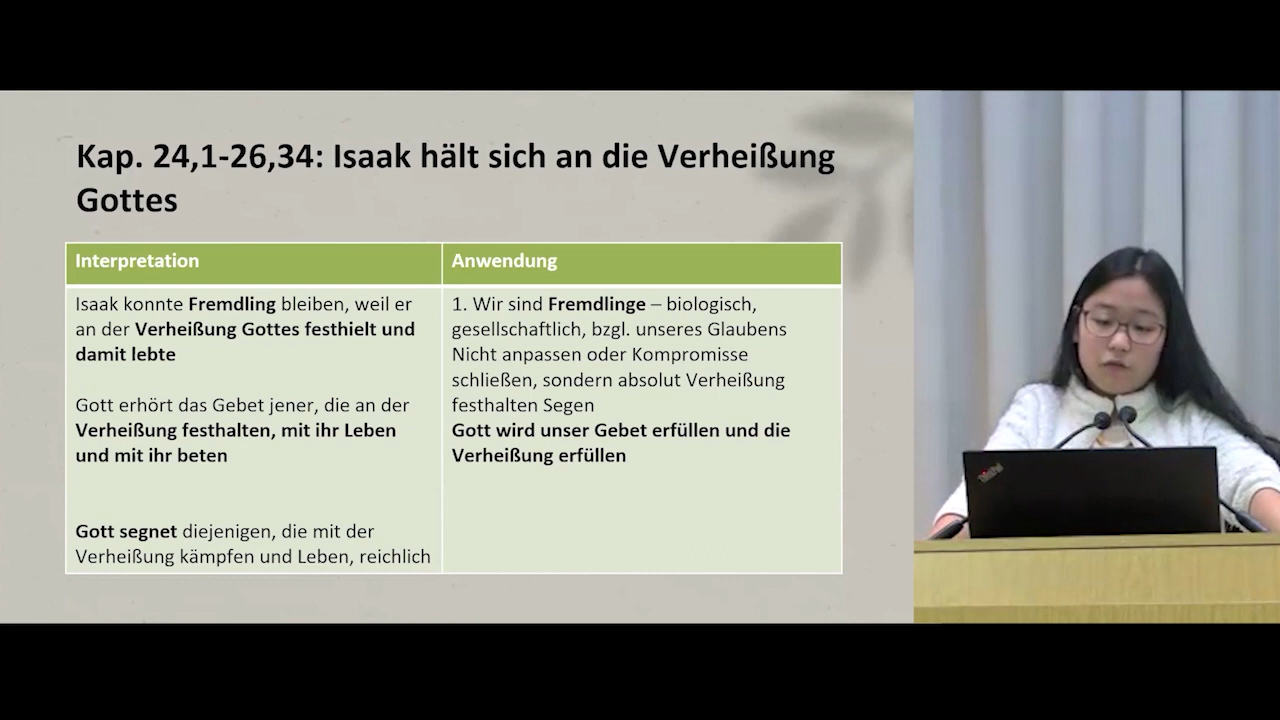 Kap. 24,1-26,34: Isaak hält sich an die Verheißung
Gottes
Interpretation
Isaak konnte Fremdling bleiben, weil er
an der Verheißung Gottes festhielt und
damit lebte
Gott erhört das Gebet jener, die an der
Verheißung festhalten, mit ihr Leben
und mit ihr beten
Gott segnet diejenigen, die mit der
Verheißung kämpfen und Leben, reichlich
Anwendung
1. Wir sind Fremdlinge – biologisch,
gesellschaftlich, bzgl. unseres Glaubens
Nicht anpassen oder Kompromisse
schließen, sondern absolut Verheißung
festhalten Segen
Gott wird unser Gebet erfüllen und die
Verheißung erfüllen
ThinkPad